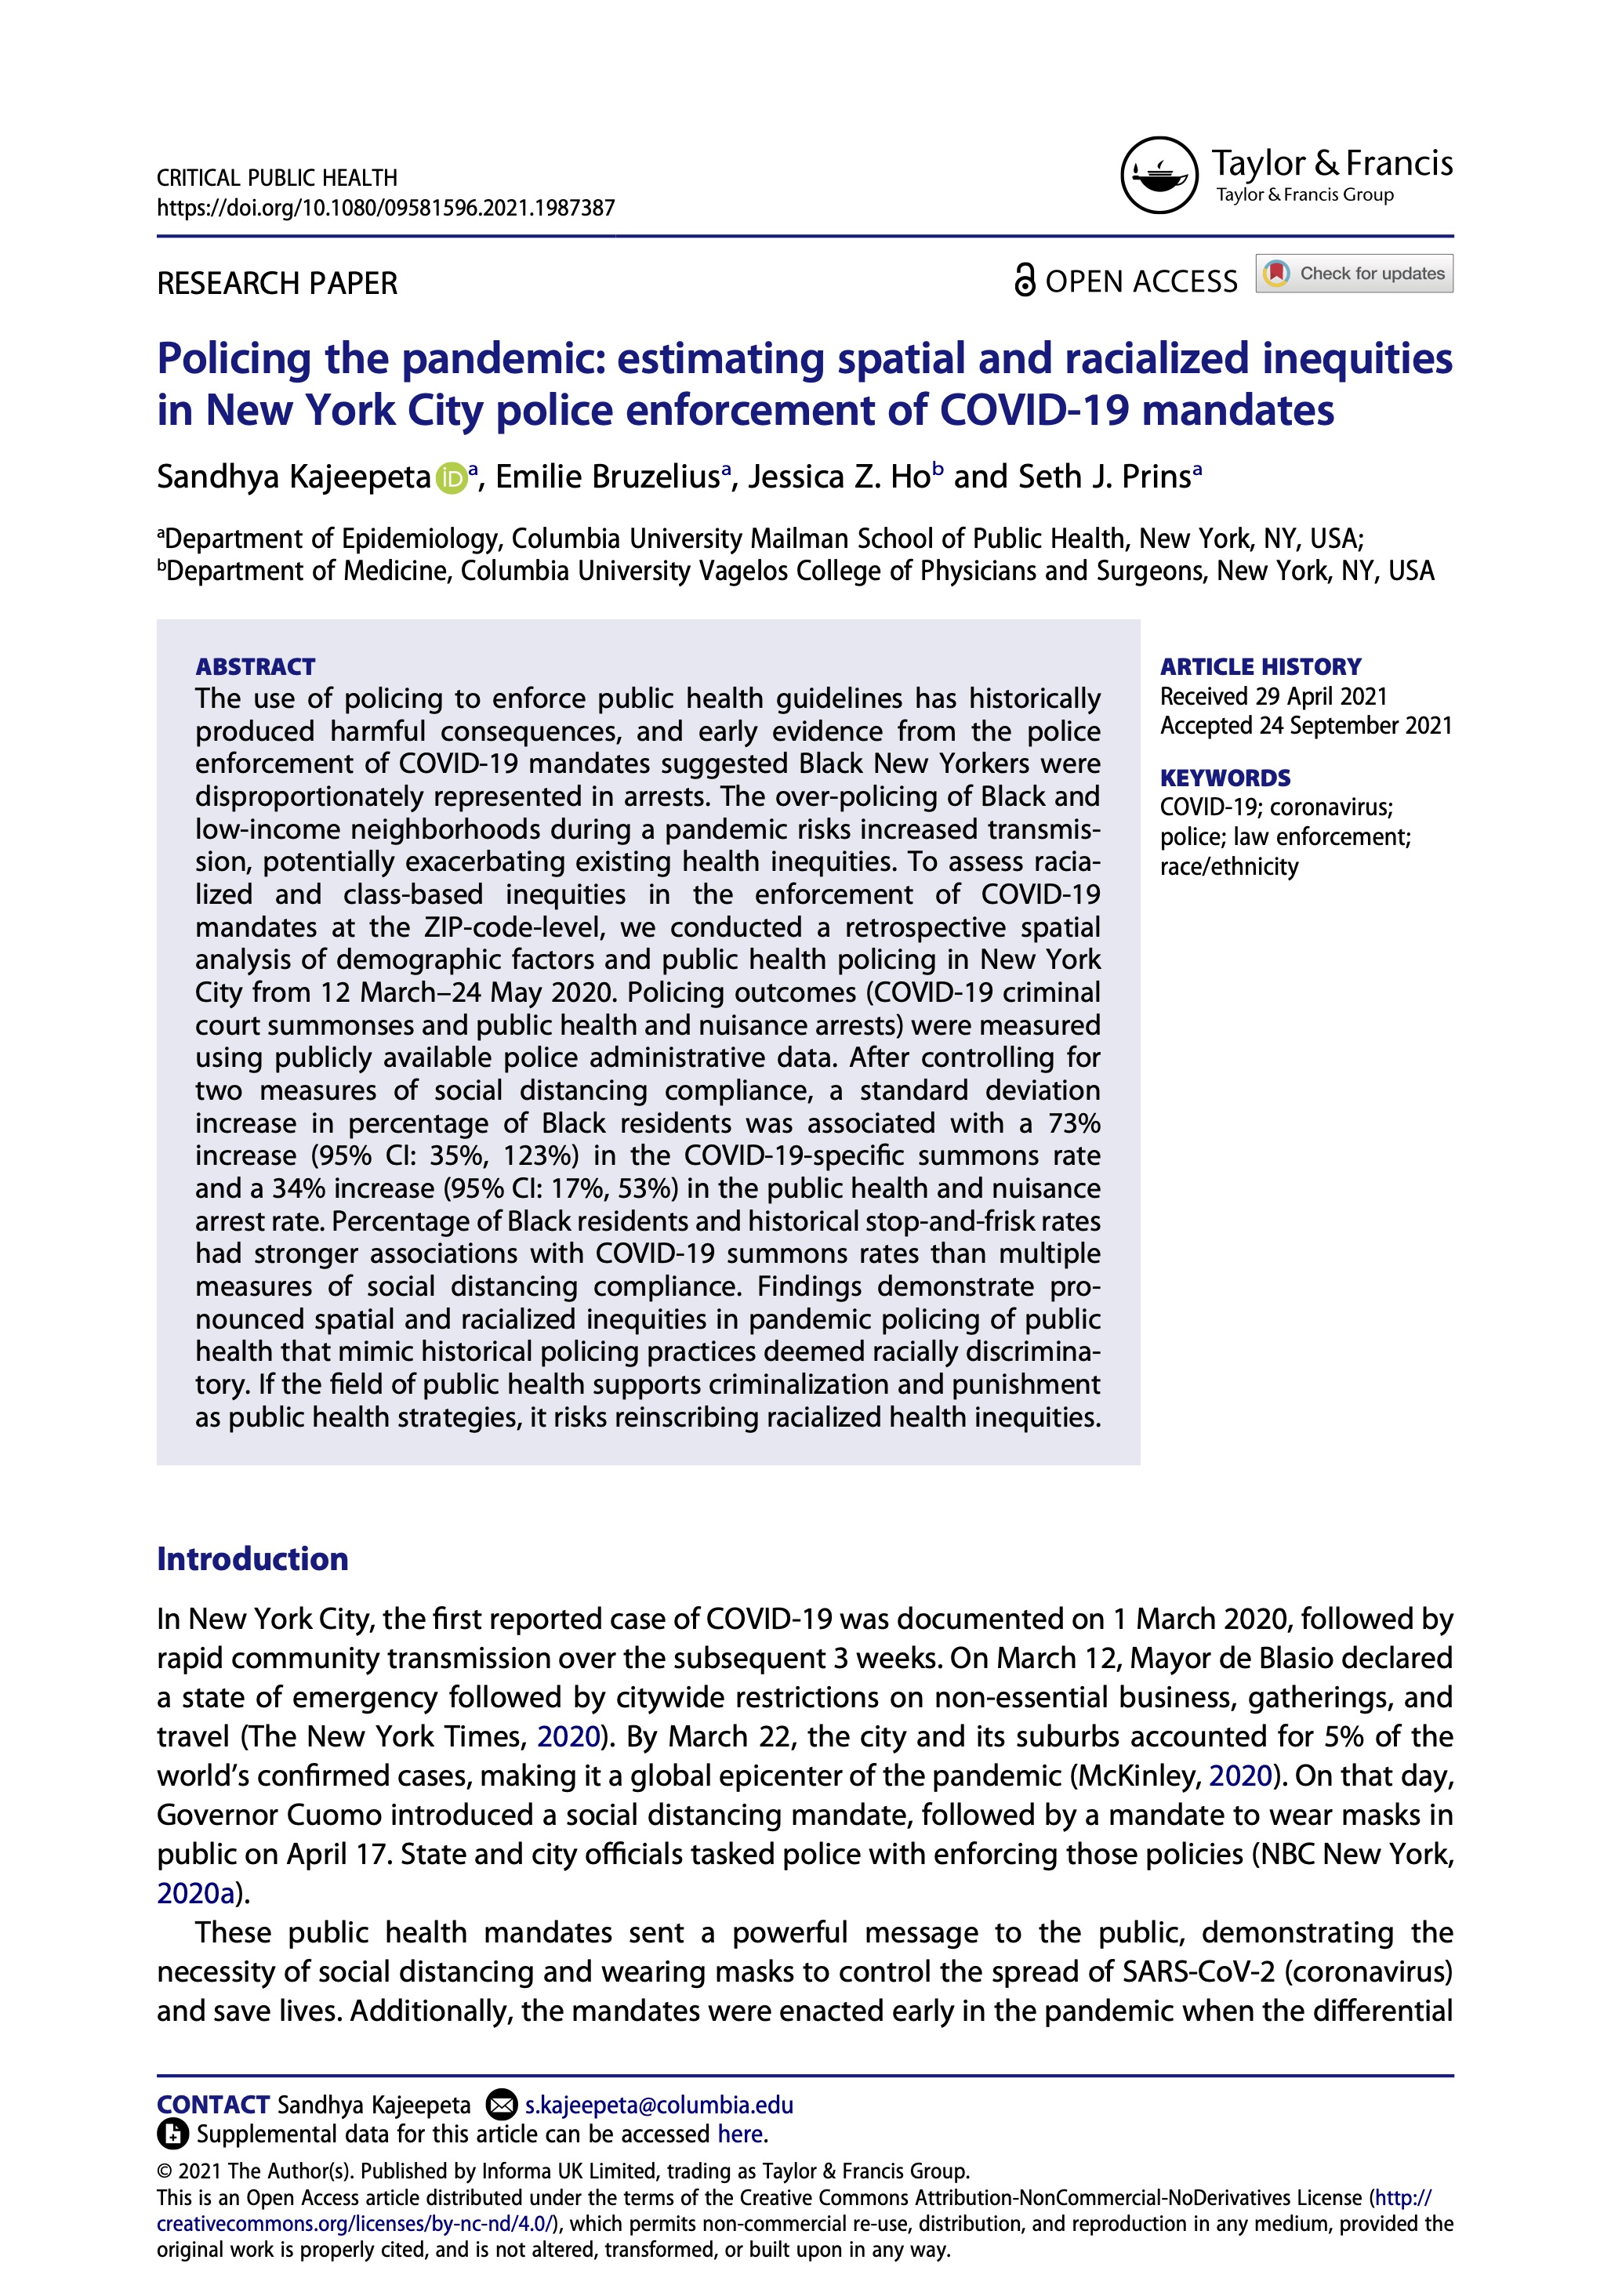 CRITICAL PUBLIC HEALTH
https://doi.org/10.1080/09581596.2021.1987387
Taylor & Francis
Taylor & Francis Group
RESEARCH PAPER
OPEN ACCESS
Check for updates
Policing the pandemic: estimating spatial and racialized inequities
in New York City police enforcement of COVID-19 mandates
Sandhya Kajeepeta iD a, Emilie Bruzelius a, Jessica Z. Ho b and Seth J. Prins a
aDepartment of Epidemiology, Columbia University Mailman School of Public Health, New York, NY, USA;
bDepartment of Medicine, Columbia University Vagelos College of Physicians and Surgeons, New York, NY, USA
ABSTRACT
The use of policing to enforce public health guidelines has historically
produced harmful consequences, and early evidence from the police
enforcement of COVID-19 mandates suggested Black New Yorkers were
disproportionately represented in arrests. The over-policing of Black and
low-income neighborhoods during a pandemic risks increased transmis-
sion, potentially exacerbating existing health inequities. To assess racia-
lized and class-based inequities in the enforcement of COVID-19
mandates at the ZIP-code-level, we conducted a retrospective spatial
analysis of demographic factors and public health policing in New York
City from 12 March–24 May 2020. Policing outcomes (COVID-19 criminal
court summonses and public health and nuisance arrests) were measured
using publicly available police administrative data. After controlling for
two measures of social distancing compliance, a standard deviation
increase in percentage of Black residents was associated with a 73%
increase (95% CI: 35%, 123%) in the COVID-19-specific summons rate
and a 34% increase (95% CI: 17%, 53%) in the public health and nuisance
arrest rate. Percentage of Black residents and historical stop-and-frisk rates
had stronger associations with COVID-19 summons rates than multiple
measures of social distancing compliance. Findings demonstrate pro-
nounced spatial and racialized inequities in pandemic policing of public
health that mimic historical policing practices deemed racially discrimina-
tory. If the field of public health supports criminalization and punishment
as public health strategies, it risks reinscribing racialized health inequities.
ARTICLE HISTORY
Received 29 April 2021
Accepted 24 September 2021
KEYWORDS
COVID-19; coronavirus;
police; law enforcement;
race/ethnicity
Introduction
In New York City, the first reported case of COVID-19 was documented on 1 March 2020, followed by
rapid community transmission over the subsequent 3 weeks. On March 12, Mayor de Blasio declared
a state of emergency followed by citywide restrictions on non-essential business, gatherings, and
travel (The New York Times, 2020). By March 22, the city and its suburbs accounted for 5% of the
world's confirmed cases, making it a global epicenter of the pandemic (McKinley, 2020). On that day,
Governor Cuomo introduced a social distancing mandate, followed by a mandate to wear masks in
public on April 17. State and city officials tasked police with enforcing those policies (NBC New York,
2020a).
These public health mandates sent a powerful message to the public, demonstrating the
necessity of social distancing and wearing masks to control the spread of SARS-CoV-2 (coronavirus)
and save lives. Additionally, the mandates were enacted early in the pandemic when the differential
CONTACT Sandhya Kajeepeta s.kajeepeta@columbia.edu
Supplemental data for this article can be accessed here.
© 2021 The Author(s). Published by Informa UK Limited, trading as Taylor & Francis Group.
This is an Open Access article distributed under the terms of the Creative Commons Attribution-NonCommercial-NoDerivatives License (http://
creativecommons.org/licenses/by-nc-nd/4.0/), which permits non-commercial re-use, distribution, and reproduction in any medium, provided the
original work is properly cited, and is not altered, transformed, or built upon in any way.